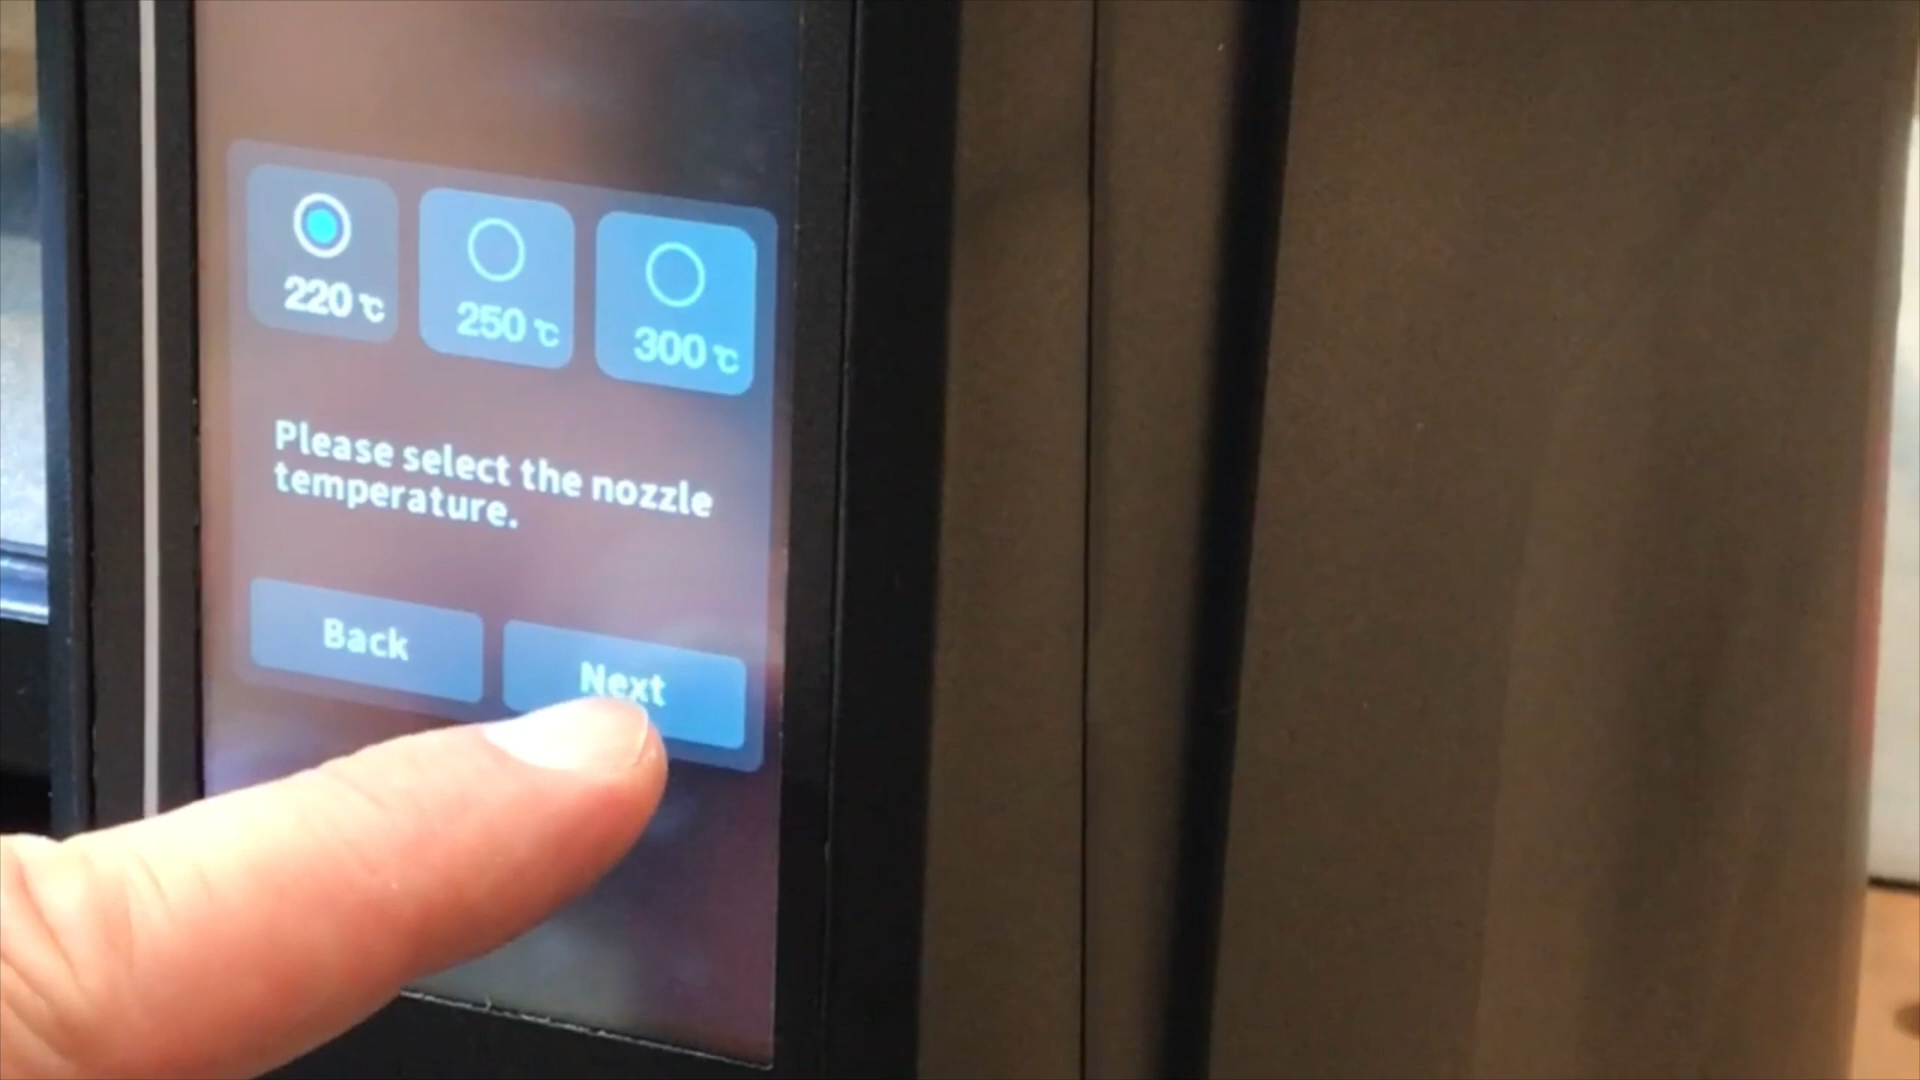 220 ℃
250 ℃
300 ℃
Please select the nozzle
temperature.
Back
Next